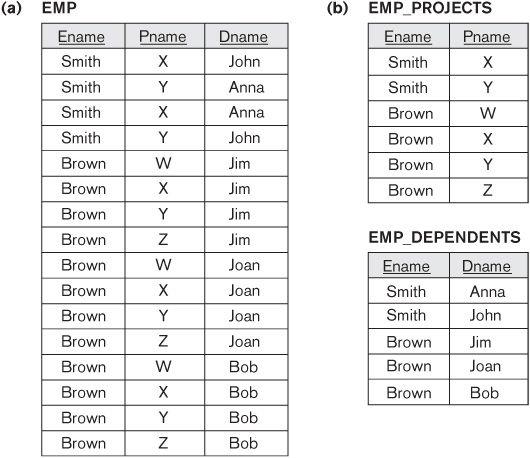 (a) EMP
Ename Pname Dname
Smith X John
Smith Y Anna
Smith X Anna
Smith Y John
Brown W Jim
Brown X Jim
Brown Y Jim
Brown Z Jim
Brown W Joan
Brown X Joan
Brown Y Joan
Brown Z Joan
Brown W Bob
Brown X Bob
Brown Y Bob
Brown Z Bob
(b) EMP_PROJECTS
Ename Pname
Smith X
Smith Y
Brown W
Brown X
Brown Y
Brown Z
EMP_DEPENDENTS
Ename Dname
Smith Anna
Smith John
Brown Jim
Brown Joan
Brown Bob